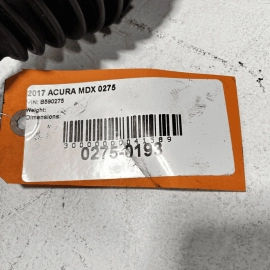 2017 ACURA MDX 0275
VIN: B590275
Weight:
Dimensions:
0275-0193